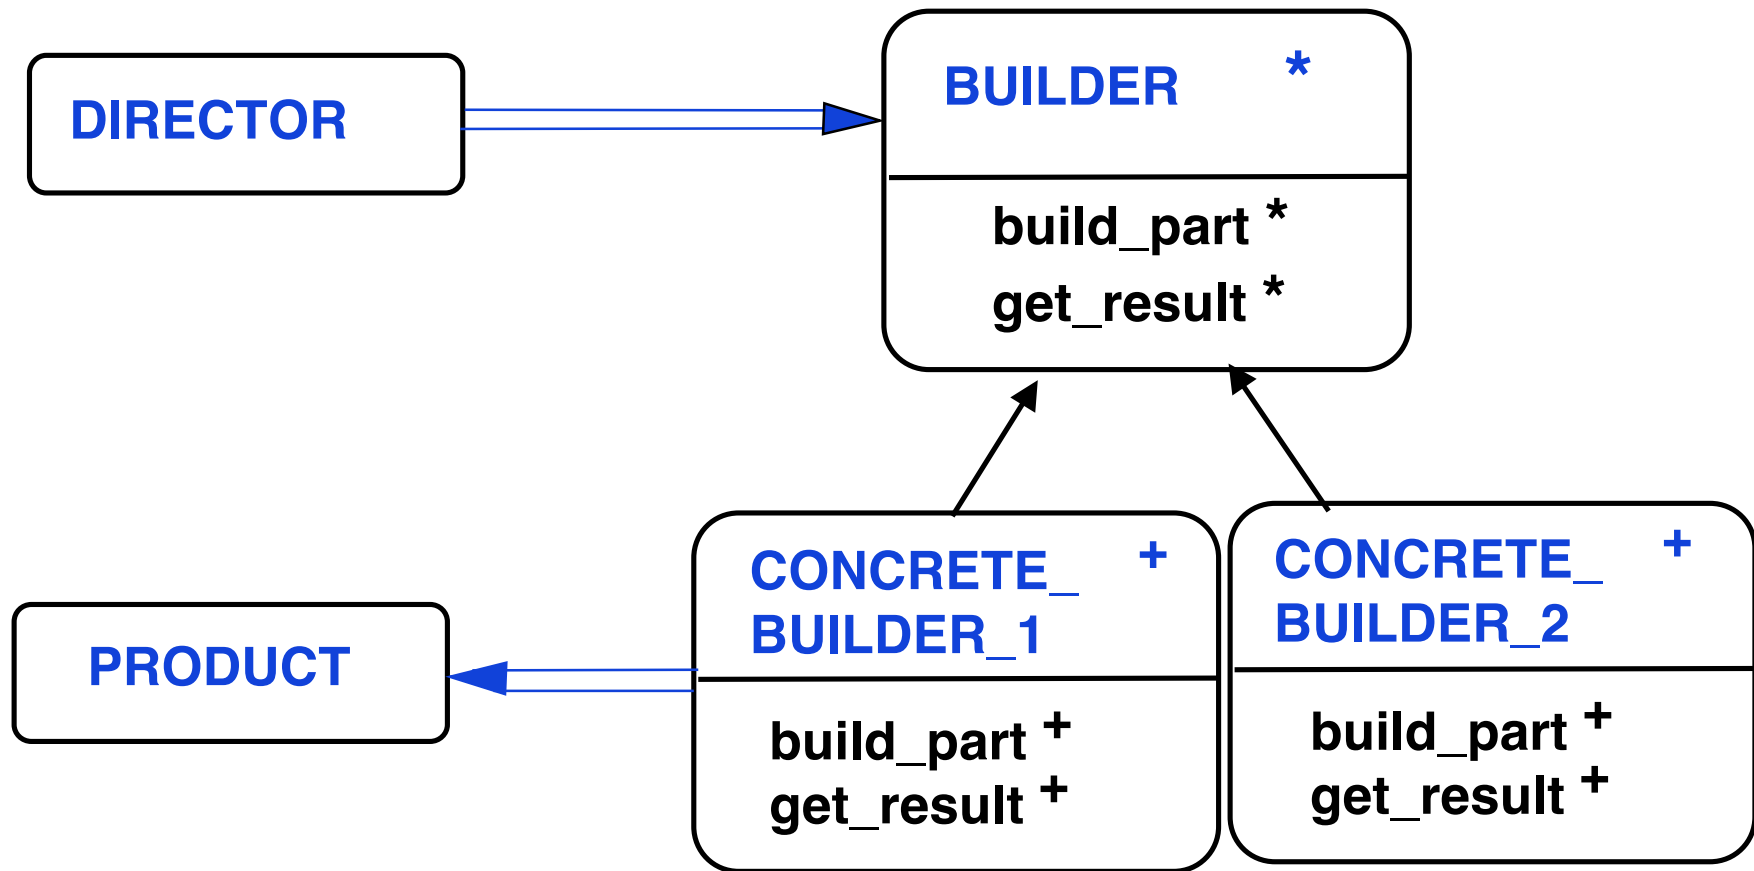 DIRECTOR
BUILDER *
build_part *
get_result *
PRODUCT
CONCRETE_ +
BUILDER_1
build_part +
get_result +
CONCRETE_ +
BUILDER_2
build_part +
get_result +